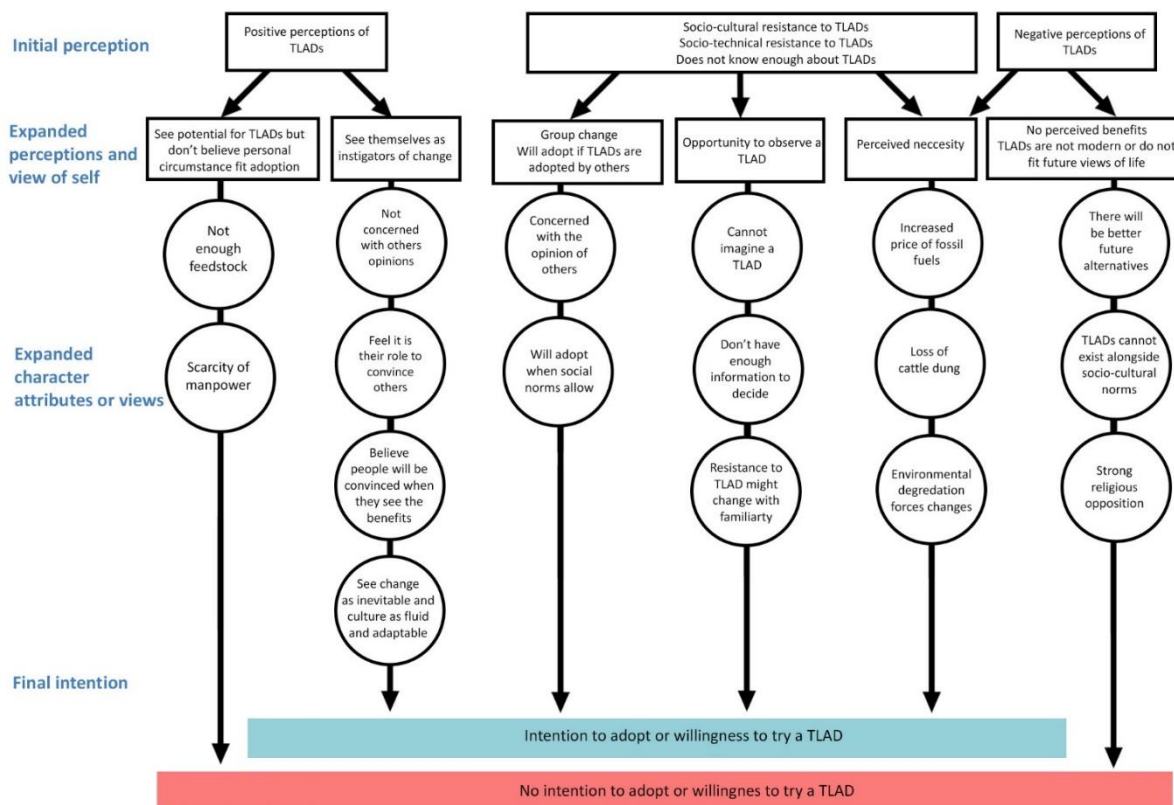 Initial perception
Positive perceptions of
TLADs
Socio-cultural resistance to TLADs
Socio-technical resistance to TLADs
Does not know enough about TLADs
Negative perceptions of
TLADs
Expanded
perceptions and
view of self
See potential for TLADs but
don't believe personal
circumstance fit adoption
See themselves as
instigators of change
Group change
Will adopt if TLADs are
adopted by others
Opportunity to observe a
TLAD
Perceived neccesity
No perceived benefits
TLADs are not modern or do not
fit future views of life
Not
enough
feedstock
Not
concerned
with others
opinions
Concerned
with the
opinion of
others
Cannot
imagine a
TLAD
Increased
price of fossil
fuels
There will
be better
future
alternatives
Expanded
character
attributes or views
Scarcity of
manpower
Feel it is
their role to
convince
others
Will adopt
when social
norms allow
Don't have
enough
information to
decide
Loss of
cattle dung
TLADs cannot
exist alongside
socio-cultural
norms
Believe
people will be
convinced when
they see the
benefits
Resistance to
TLAD might
change with
familiarty
Environmental
degredation
forces changes
Strong
religious
opposition
See change
as inevitable and
culture as fluid
and adaptable
Final intention
Intention to adopt or willingness to try a TLAD
No intention to adopt or willingnes to try a TLAD